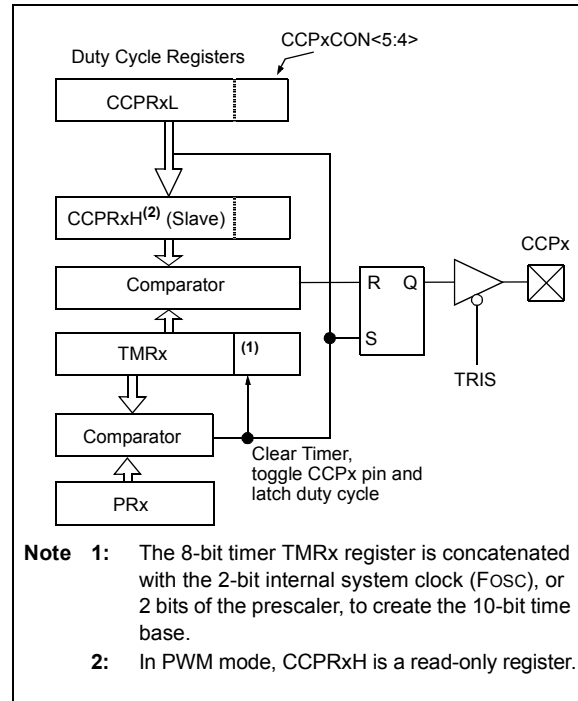 CCPxCON<5:4>
Duty Cycle Registers
CCPRxL
CCPRxH(2) (Slave)
CCPx
Comparator
R Q
TMRx (1)
S
TRIS
Comparator
Clear Timer,
toggle CCPx pin and
latch duty cycle
PRx
Note 1: The 8-bit timer TMRx register is concatenated
with the 2-bit internal system clock (FOSC), or
2 bits of the prescaler, to create the 10-bit time
base.
2: In PWM mode, CCPRxH is a read-only register.